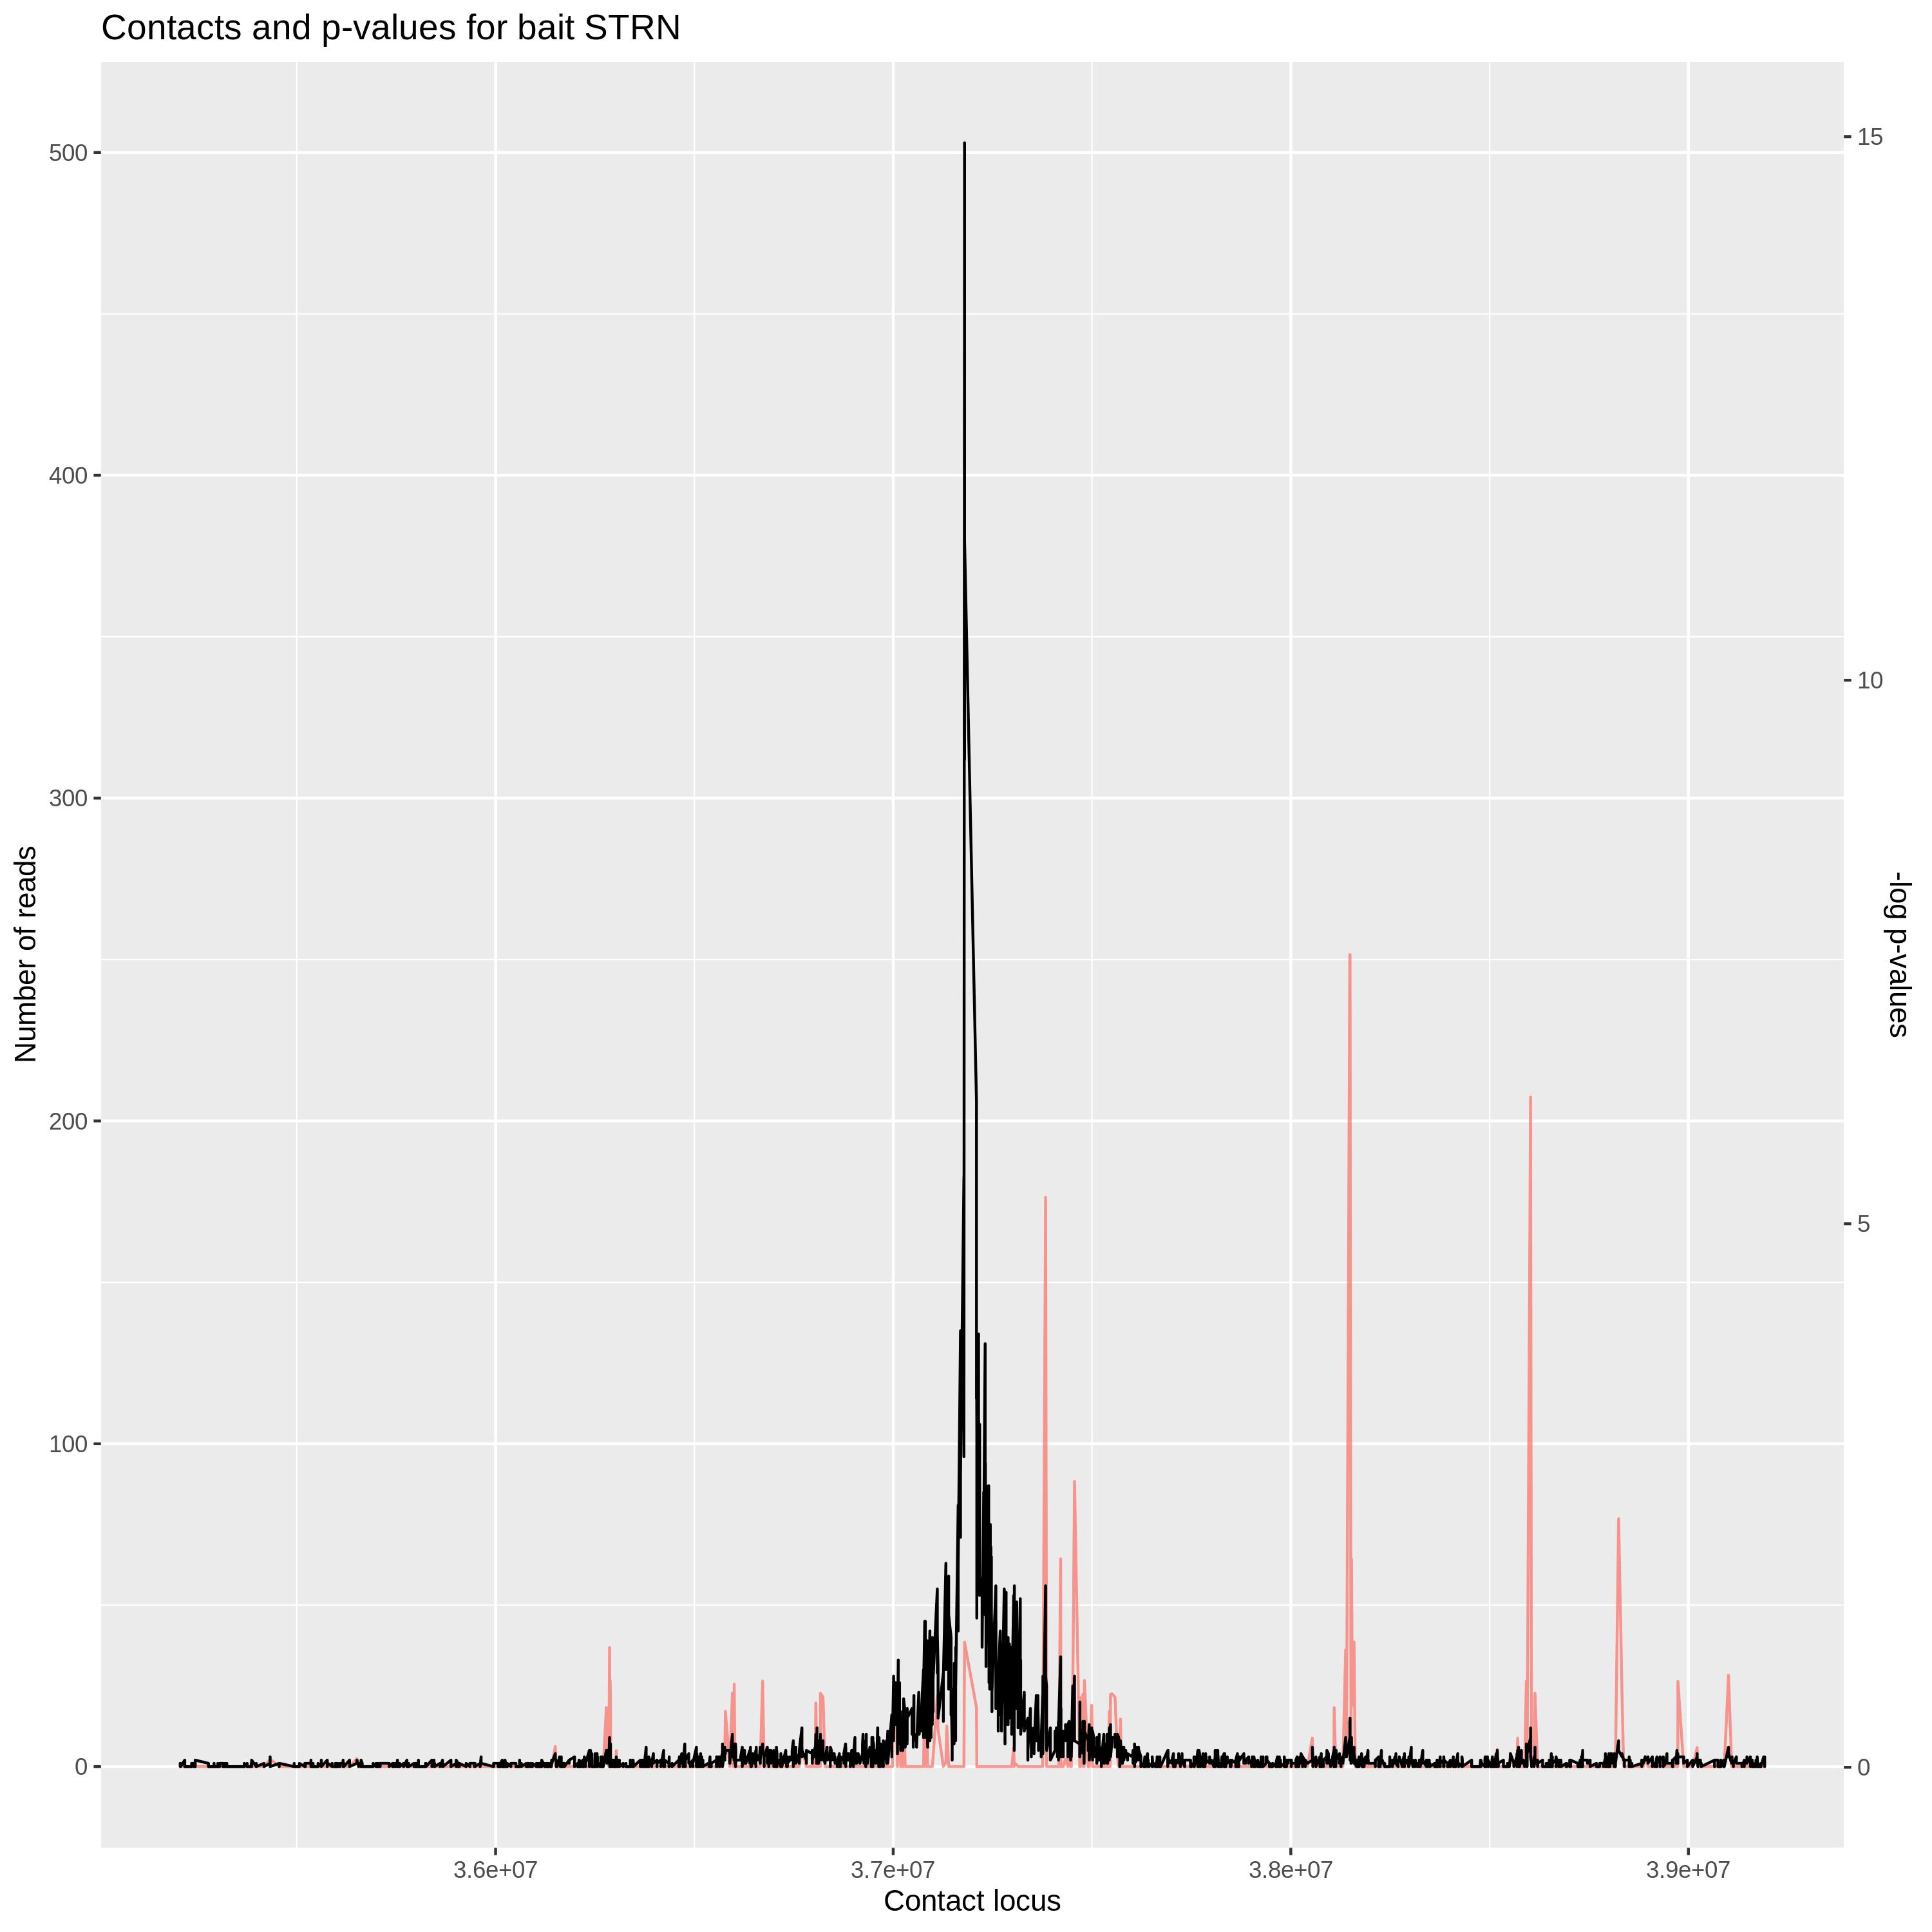 Contacts and p-values for bait STRN
500
400
300
200
100
0
Number of reads
15
10
5
0
-log p-values
3.6e+07
3.7e+07
3.8e+07
3.9e+07
Contact locus